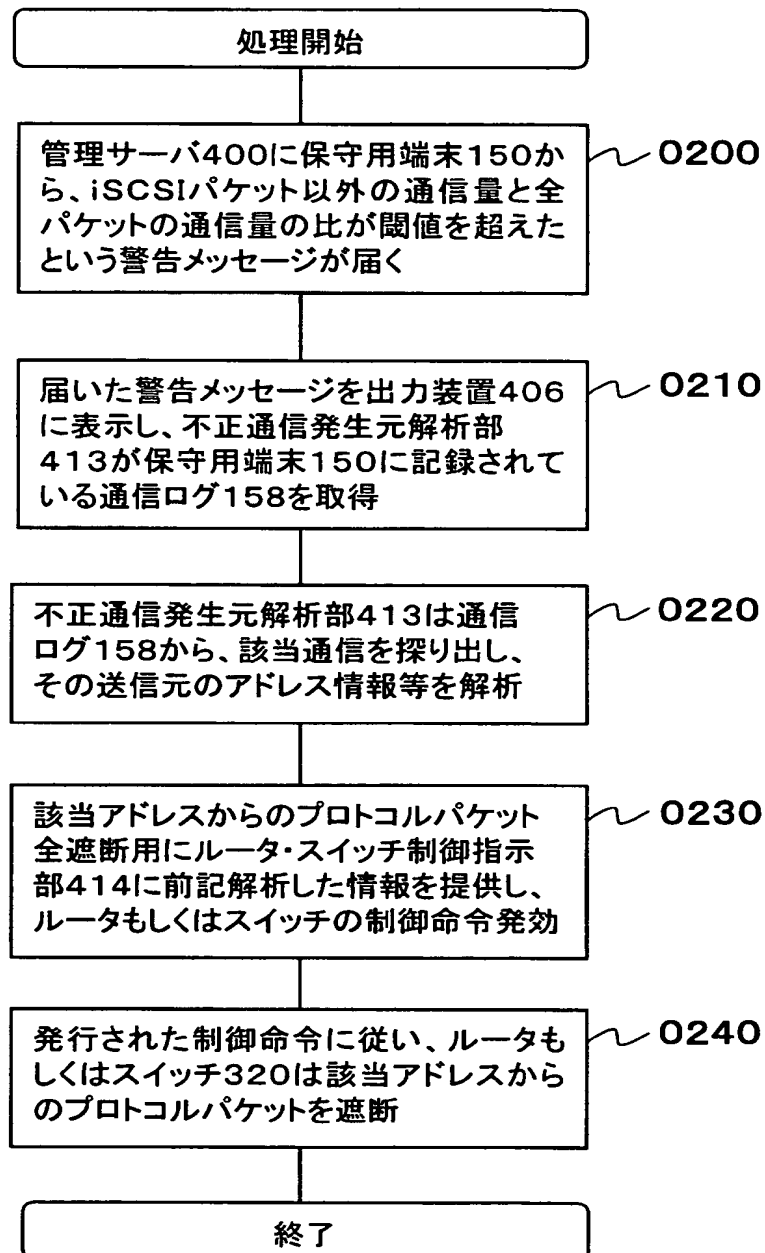 処理開始
管理サーバ400に保守用端末150か
ら、iSCSIパケット以外の通信量と全
パケットの通信量の比が閾値を超えた
という警告メッセージが届く
0200
届いた警告メッセージを出力装置406
に表示し、不正通信発生元解析部
413が保守用端末150に記録されて
いる通信ログ158を取得
0210
不正通信発生元解析部413は通信
ログ158から、該当通信を探り出し、
その送信元のアドレス情報等を解析
0220
該当アドレスからのプロトコルパケット
全遮断用にルータ・スイッチ制御指示
部414に前記解析した情報を提供し、
ルータもしくはスイッチの制御命令発効
0230
発行された制御命令に従い、ルータも
しくはスイッチ320は該当アドレスから
のプロトコルパケットを遮断
0240
終了